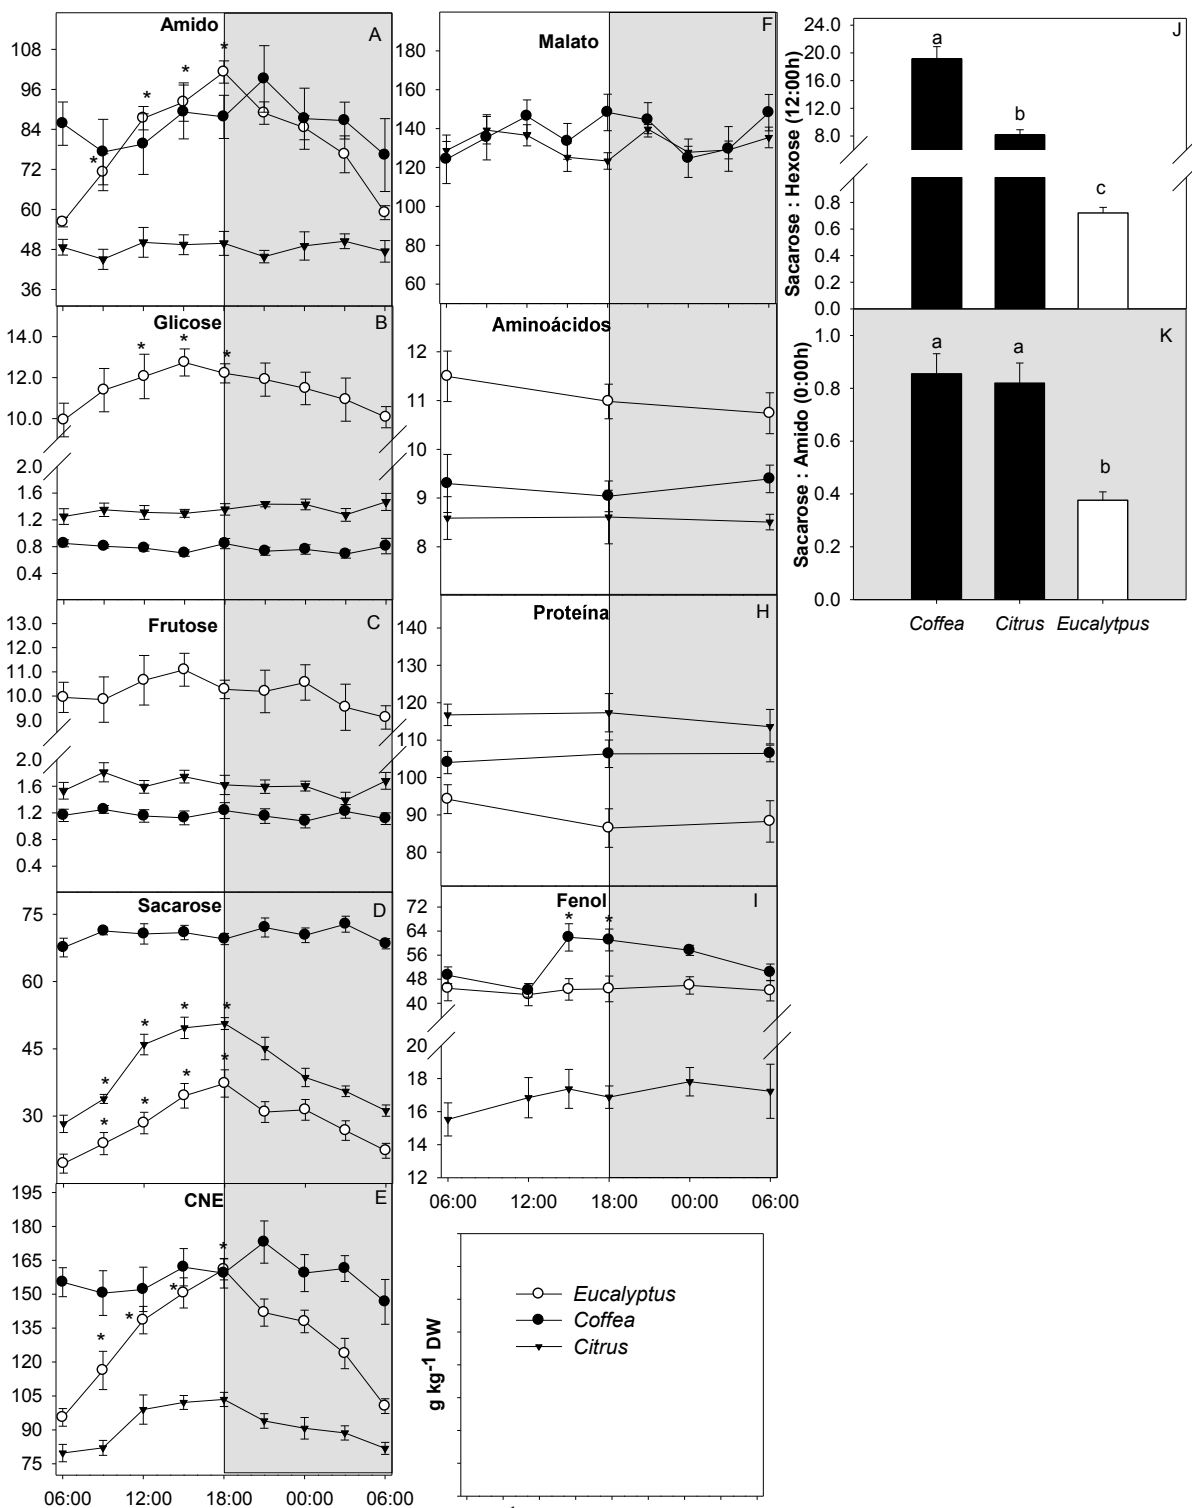 Amido
A
108
96
84
72
60
48
36
* * * *
Glicose
B
14.0
12.0
10.0
2.0
1.6
1.2
0.8
0.4
* * *
Frutose
C
13.0
12.0
11.0
10.0
9.0
2.0
1.6
1.2
0.8
0.4
Sacarose
D
75
60
45
30
* * * *
* * * *
CNE
E
195
180
165
150
135
120
105
90
75
* * * *
06:00 12:00 18:00 00:00 06:00
Malato
F
180
160
140
120
100
80
60
Aminoácidos
12
11
10
9
8
Proteína
H
140
130
120
110
100
90
80
Fenol
I
72
64
56
48
40
20
18
16
14
12
* *
06:00 12:00 18:00 00:00 06:00
g kg-1 DW
Eucalyptus
Coffea
Citrus
J
Sacarose : Hexose (12:00h)
24.0
20.0
16.0
12.0
8.0
0.8
0.6
0.4
0.2
0.0
a
b
c
K
Sacarose : Amido (0:00h)
1.0
0.8
0.6
0.4
0.2
0.0
a
a
b
Coffea Citrus Eucalytpus